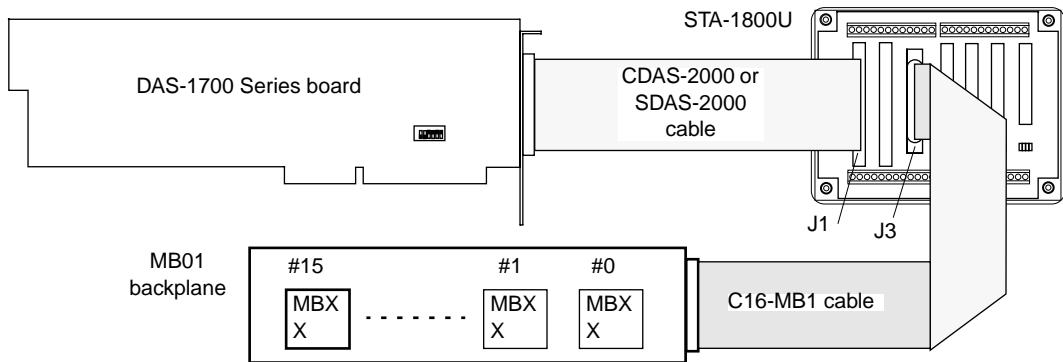 STA-1800U
DAS-1700 Series board
CDAS-2000 or
SDAS-2000
cable
J1
J3
MB01
backplane
#15
#1
#0
MBX
X
MBX
X
MBX
X
C16-MB1 cable